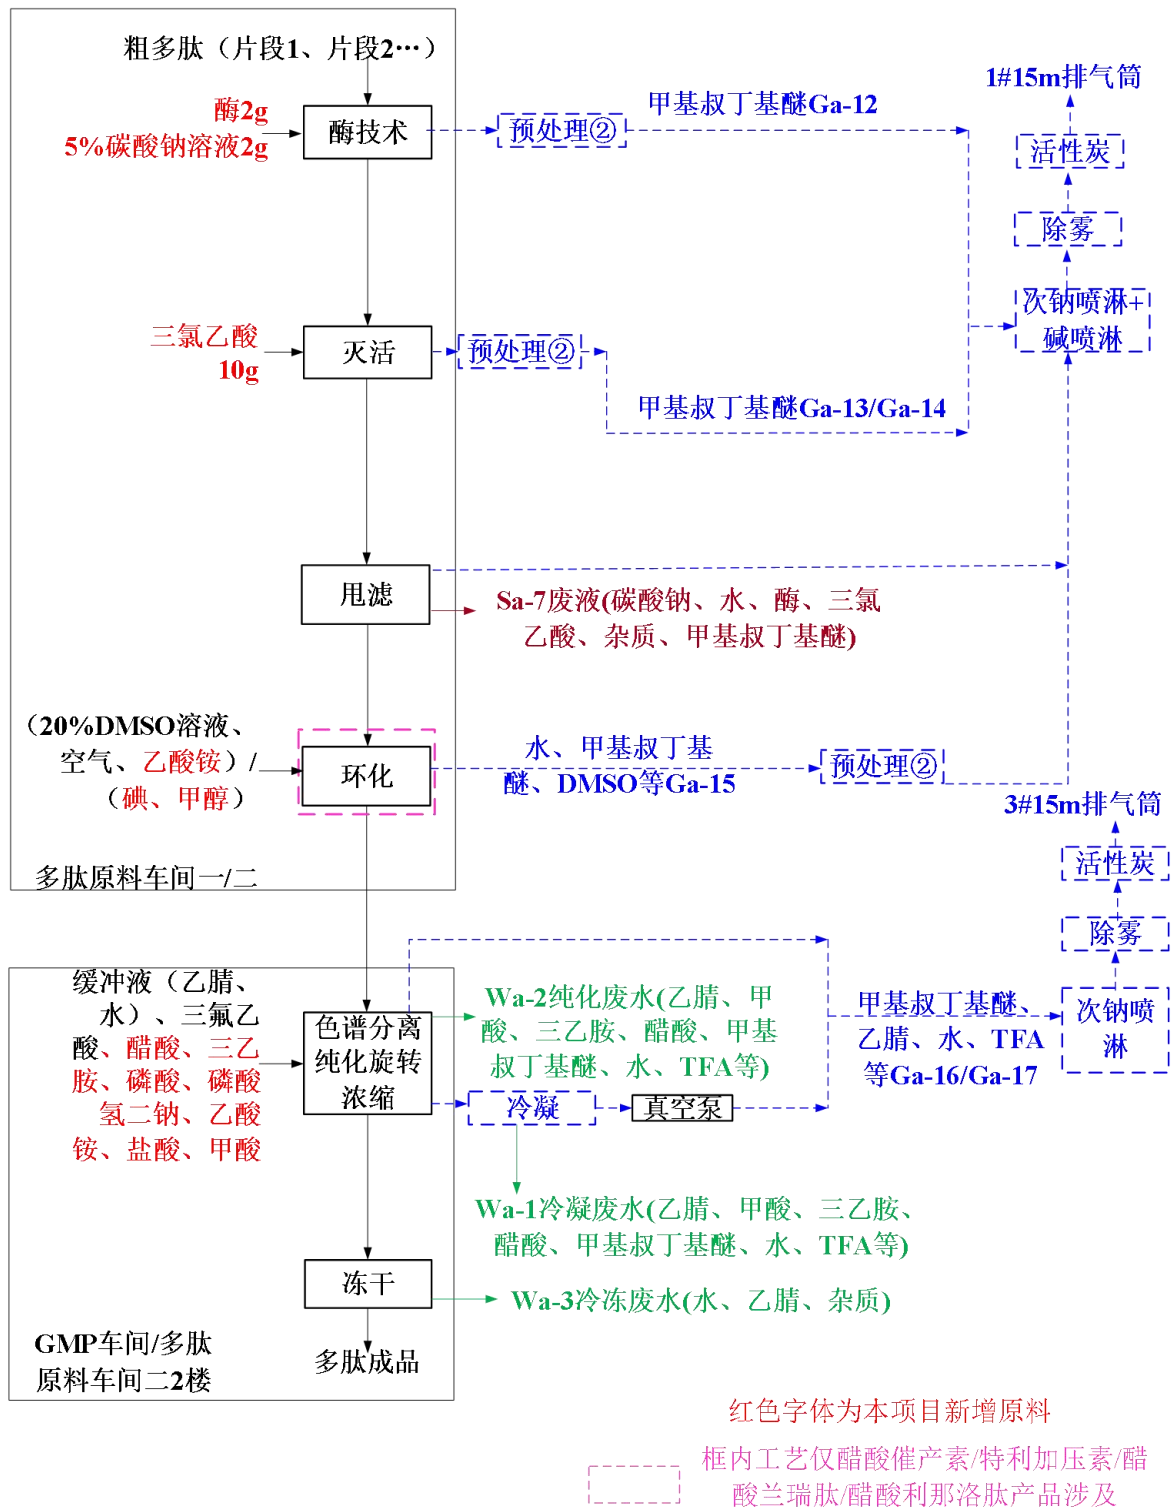 粗多肽（片段1、片段2…）
酶2g
5%碳酸钠溶液2g
酶技术
预处理②
甲基叔丁基醚Ga-12
1#15m排气筒
活性炭
除雾
次钠喷淋+
碱喷淋
三氯乙酸
10g
灭活
预处理②
甲基叔丁基醚Ga-13/Ga-14
甩滤
Sa-7废液(碳酸钠、水、酶、三氯
乙酸、杂质、甲基叔丁基醚)
（20%DMSO溶液、
空气、乙酸铵）/
（碘、甲醇）
环化
水、甲基叔丁基
醚、DMSO等Ga-15
预处理②
多肽原料车间一/二
3#15m排气筒
活性炭
除雾
次钠喷
淋
缓冲液（乙腈、
水）、三氟乙
酸、醋酸、三乙
胺、磷酸、磷酸
氢二钠、乙酸
铵、盐酸、甲酸
色谱分离
纯化旋转
浓缩
Wa-2纯化废水(乙腈、甲
酸、三乙胺、醋酸、甲基
叔丁基醚、水、TFA等)
甲基叔丁基醚、
乙腈、水、TFA
等Ga-16/Ga-17
冷凝
真空泵
Wa-1冷凝废水(乙腈、甲酸、三乙胺、
醋酸、甲基叔丁基醚、水、TFA等)
冻干
Wa-3冷冻废水(水、乙腈、杂质)
GMP车间/多肽
原料车间二2楼
多肽成品
红色字体为本项目新增原料
框内工艺仅醋酸催产素/特利加压素/醋
酸兰瑞肽/醋酸利那洛肽产品涉及